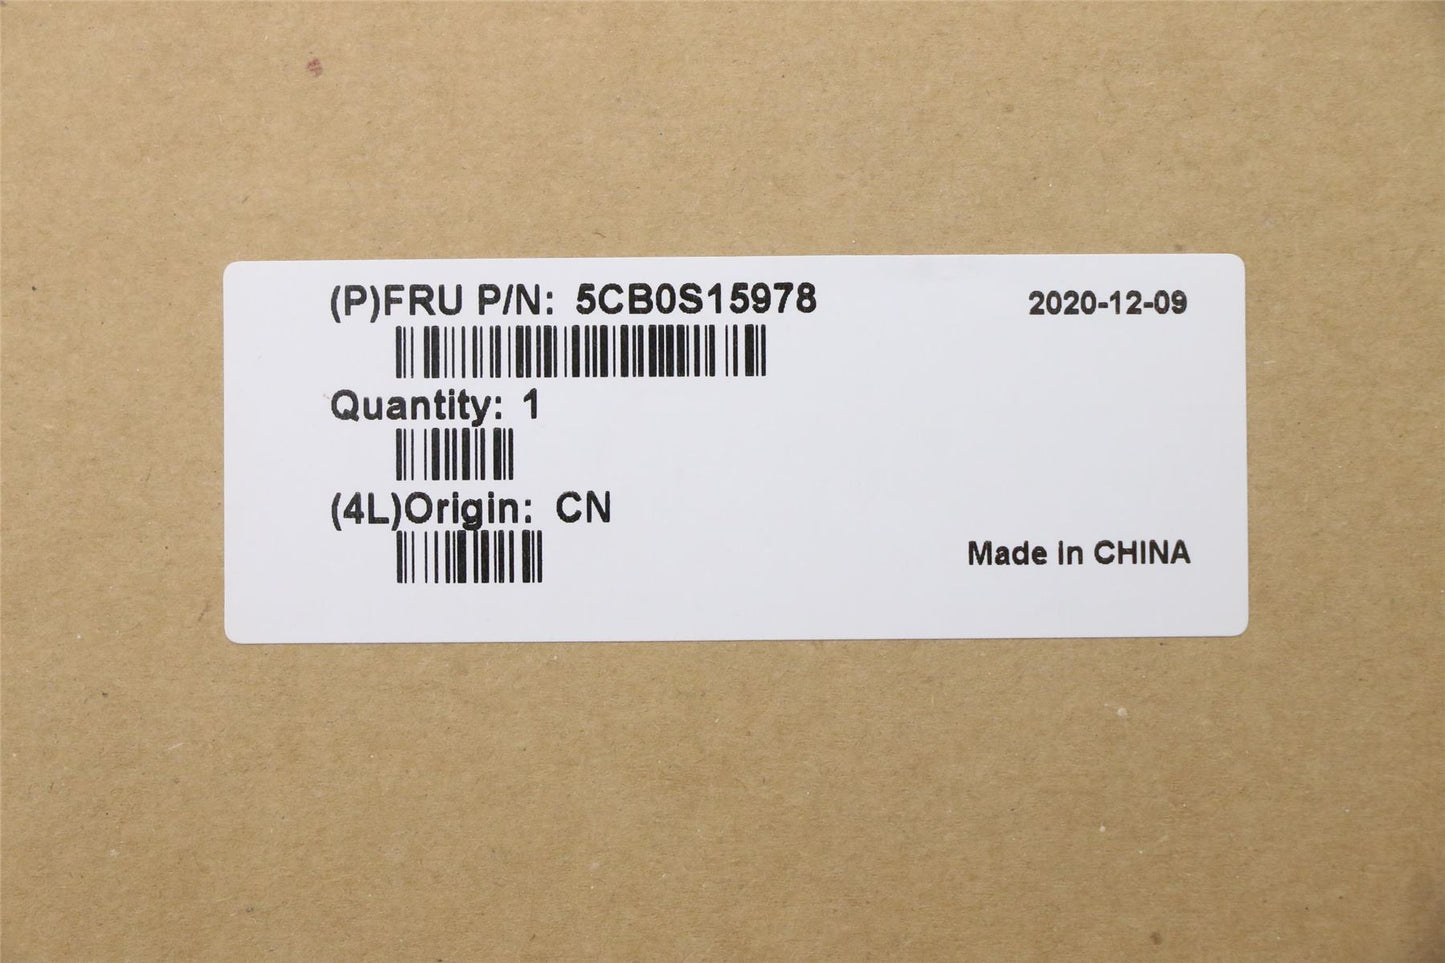 (P)FRU P/N: 5CB0S15978
2020-12-09
Quantity: 1
(4L)Origin: CN
Made in CHINA